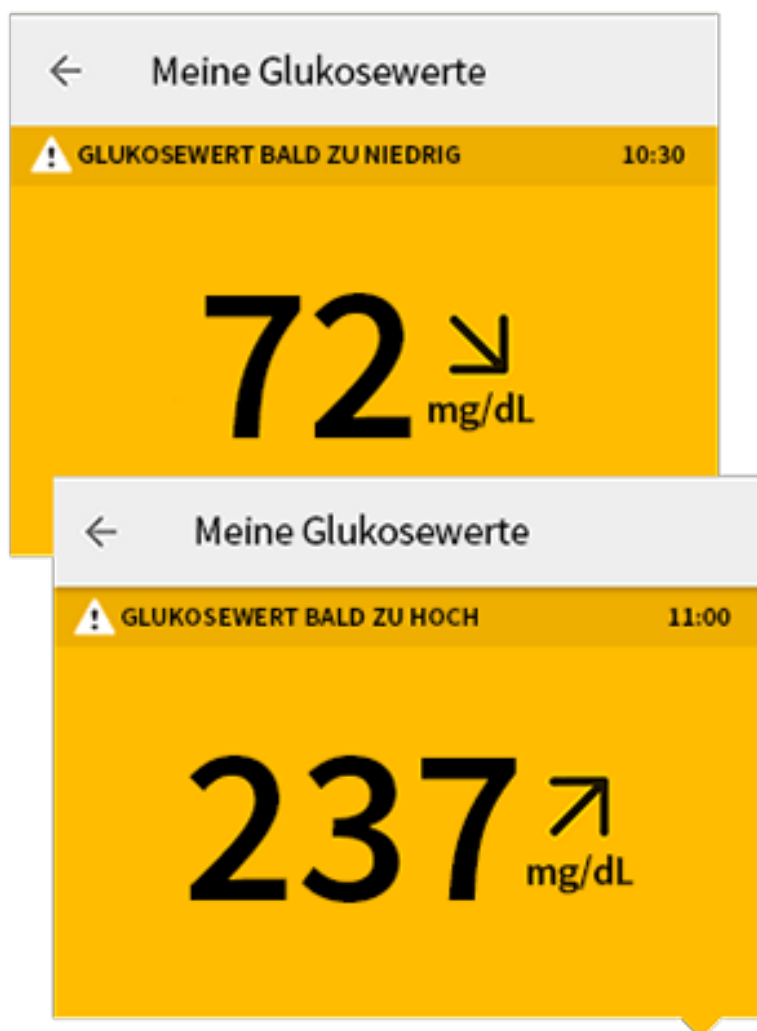 Meine Glukosewerte
GLUKOSEWERT BALD ZU NIEDRIG 10:30
72
mg/dL
Meine Glukosewerte
GLUKOSEWERT BALD ZU HOCH 11:00
237
mg/dL